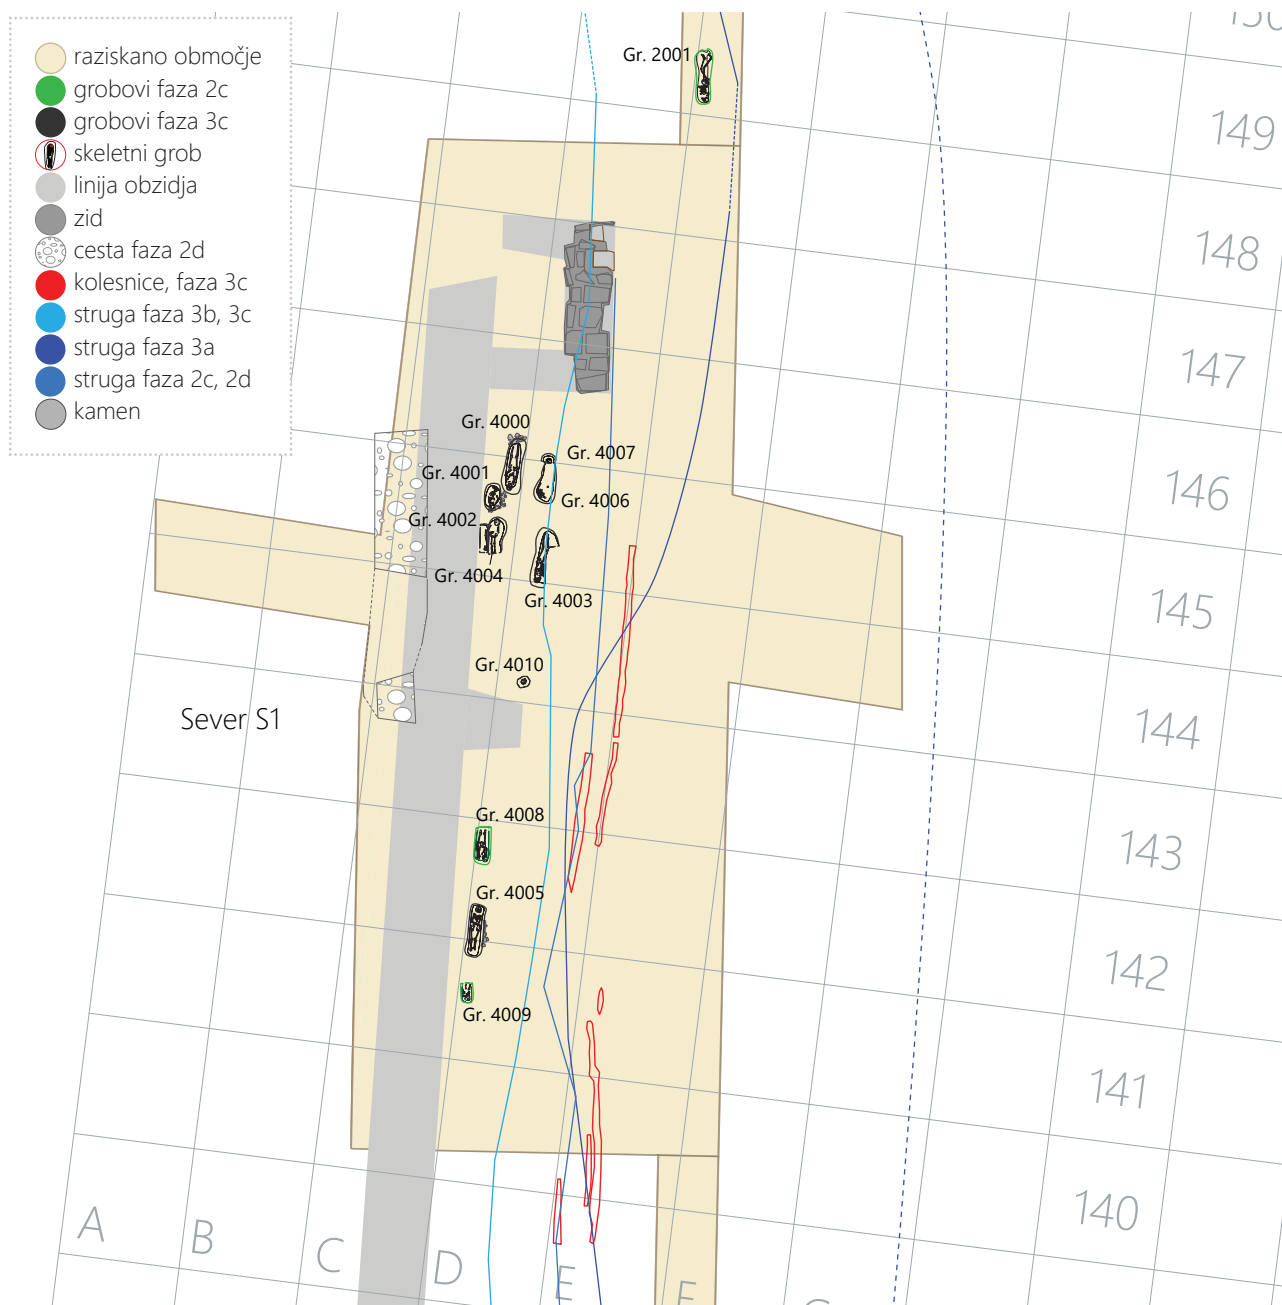 raziskano območje
grobovi faza 2c
grobovi faza 3c
skeletni grob
linija obzidja
zid
cesta faza 2d
kolesnice, faza 3c
struga faza 3b, 3c
struga faza 3a
struga faza 2c, 2d
kamen
150
Gr. 2001
149
148
147
Gr. 4000
Gr. 4007
Gr. 4001
Gr. 4006
146
Gr. 4002
Gr. 4004
Gr. 4003
145
Gr. 4010
Sever S1
144
Gr. 4008
143
Gr. 4005
142
Gr. 4009
141
140
A
B
C
D
E
F